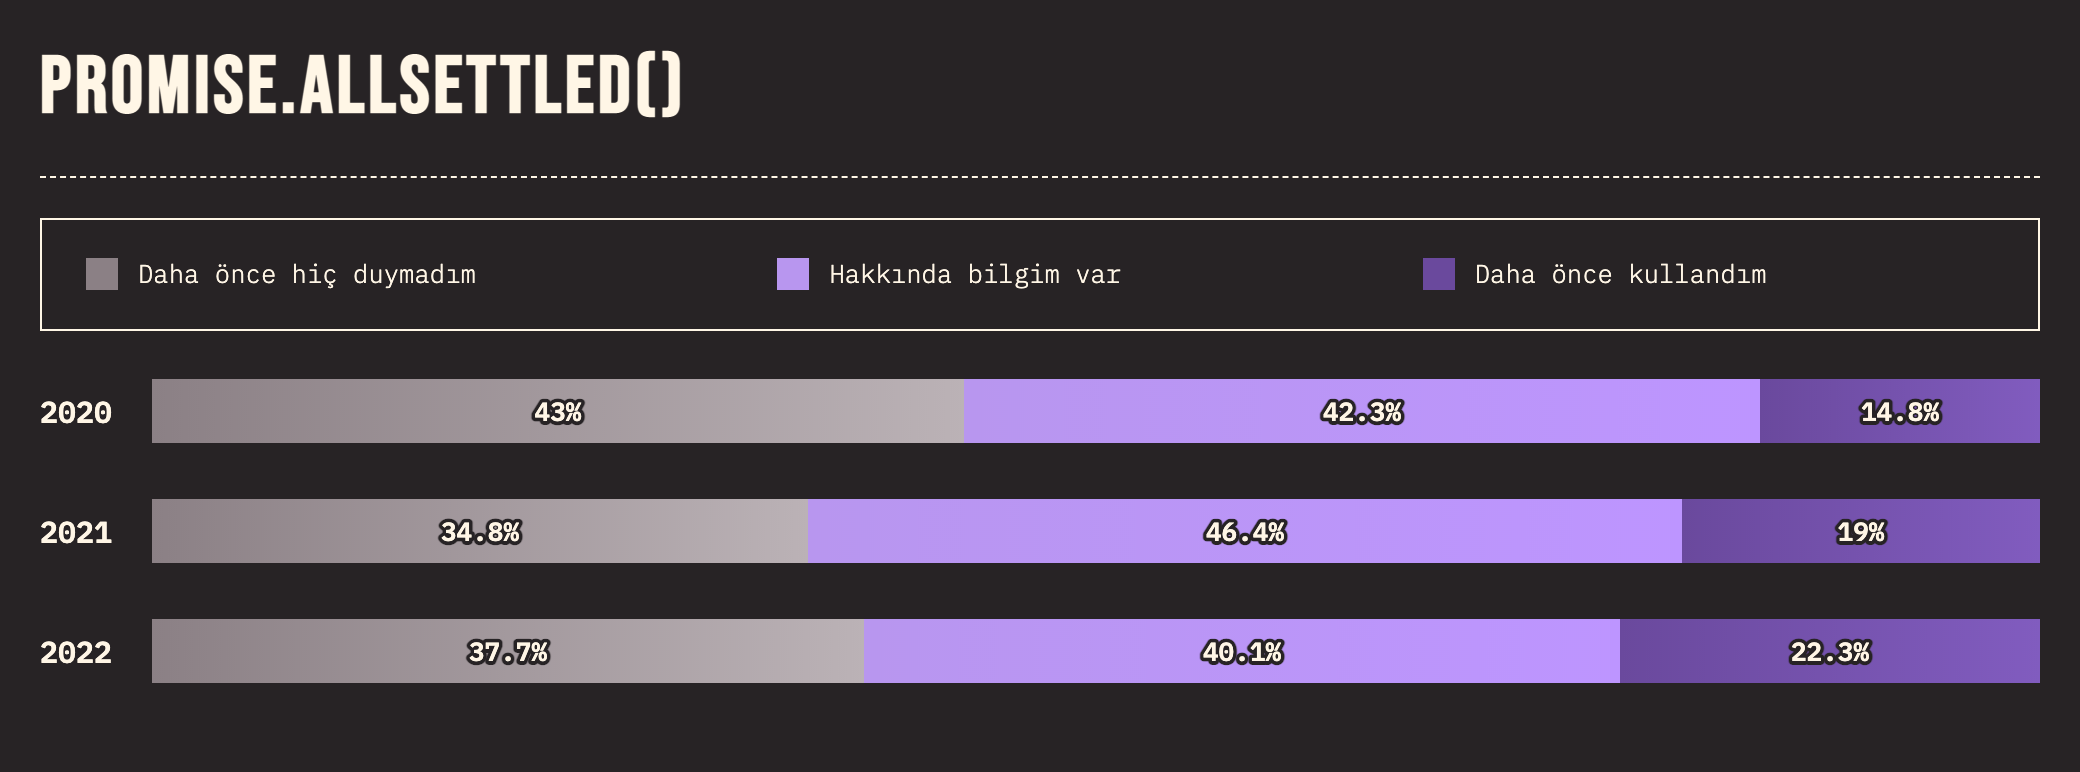 PROMISE.ALLSETTLED()
Daha önce hiç duymadım Hakkında bilgim var Daha önce kullandım
2020 43% 42.3% 14.8%
2021 34.8% 46.4% 19%
2022 37.7% 40.1% 22.3%